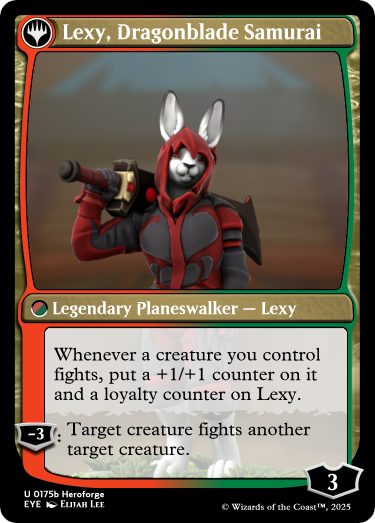 Lexy, Dragonblade Samurai
Legendary Planeswalker — Lexy
Whenever a creature you control
fights, put a +1/+1 counter on it
and a loyalty counter on Lexy.
-3: Target creature fights another
target creature.
3
U 0175b Heroforge
EYE Elijah Lee
© Wizards of the Coast™, 2025